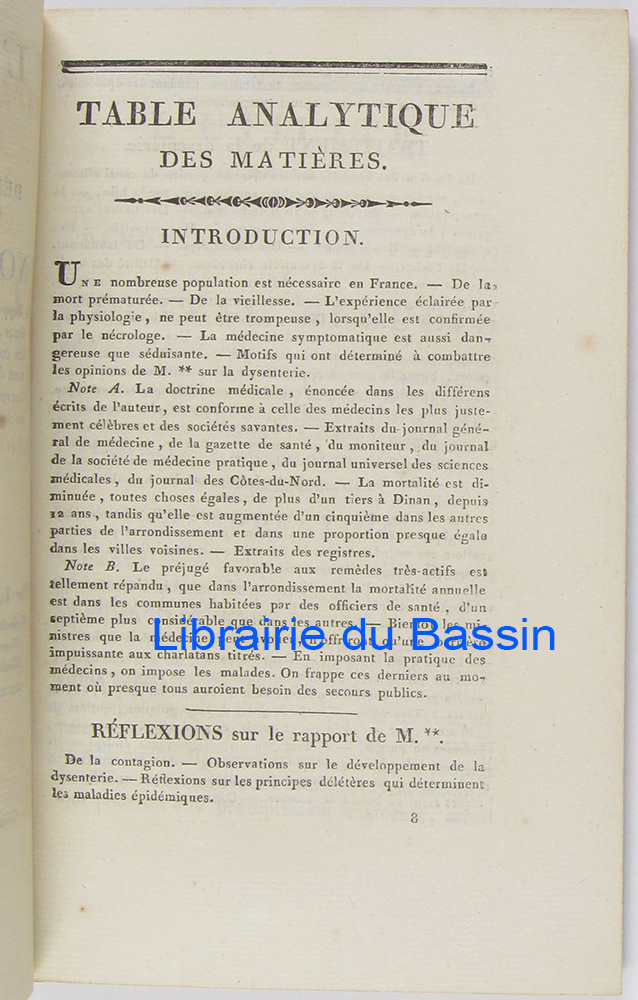 TABLE ANALYTIQUE
DES MATIÈRES.
INTRODUCTION.
UNE nombreuse population est nécessaire en France. — De la
mort prématurée. — De la vieillesse. — L'expérience éclairée par
la physiologie, ne peut être trompeuse, lorsqu'elle est confirmée
par le nécrologe. — La médecine symptomatique est aussi dan-
gereuse que séduisante. — Motifs qui ont déterminé à combattre
les opinions de M. ** sur la dysenterie.
Note A. La doctrine médicale, énoncée dans les différens
écrits de l'auteur, est conforme à celle des médecins les plus juste-
ment célèbres et des sociétés savantes. — Extraits du journal géné-
ral de médecine, de la gazette de santé, du moniteur, du journal
de la société de médecine pratique, du journal universel des sciences
médicales, du journal des Côtes-du-Nord. — La mortalité est di-
minuée, toutes choses égales, de plus d'un tiers à Dinan, depuis
12 ans, tandis qu'elle est augmentée d'un cinquième dans les autres
parties de l'arrondissement et dans une proportion presque égale
dans les villes voisines. — Extraits des registres.
Note B. Le préjugé favorable aux remèdes très-actifs est
tellement répandu, que dans l'arrondissement la mortalité annuelle
est dans les communes habitées par des officiers de santé, d'un
septième plus considérable que dans les autres. — Bientôt les mi-
nistres que la médecine peut avouer, n'offriront qu'une barrière
Librairie du Bassin
impuissante aux charlatans titrés. — En imposant la pratique des
médecins, on impose les malades. On frappe ces derniers au mo-
ment où presque tous auroient besoin des secours publics.
RÉFLEXIONS sur le rapport de M. **.
De la contagion. — Observations sur le développement de la
dysenterie. — Réflexions sur les principes délétères qui déterminent
les maladies épidémiques.
8